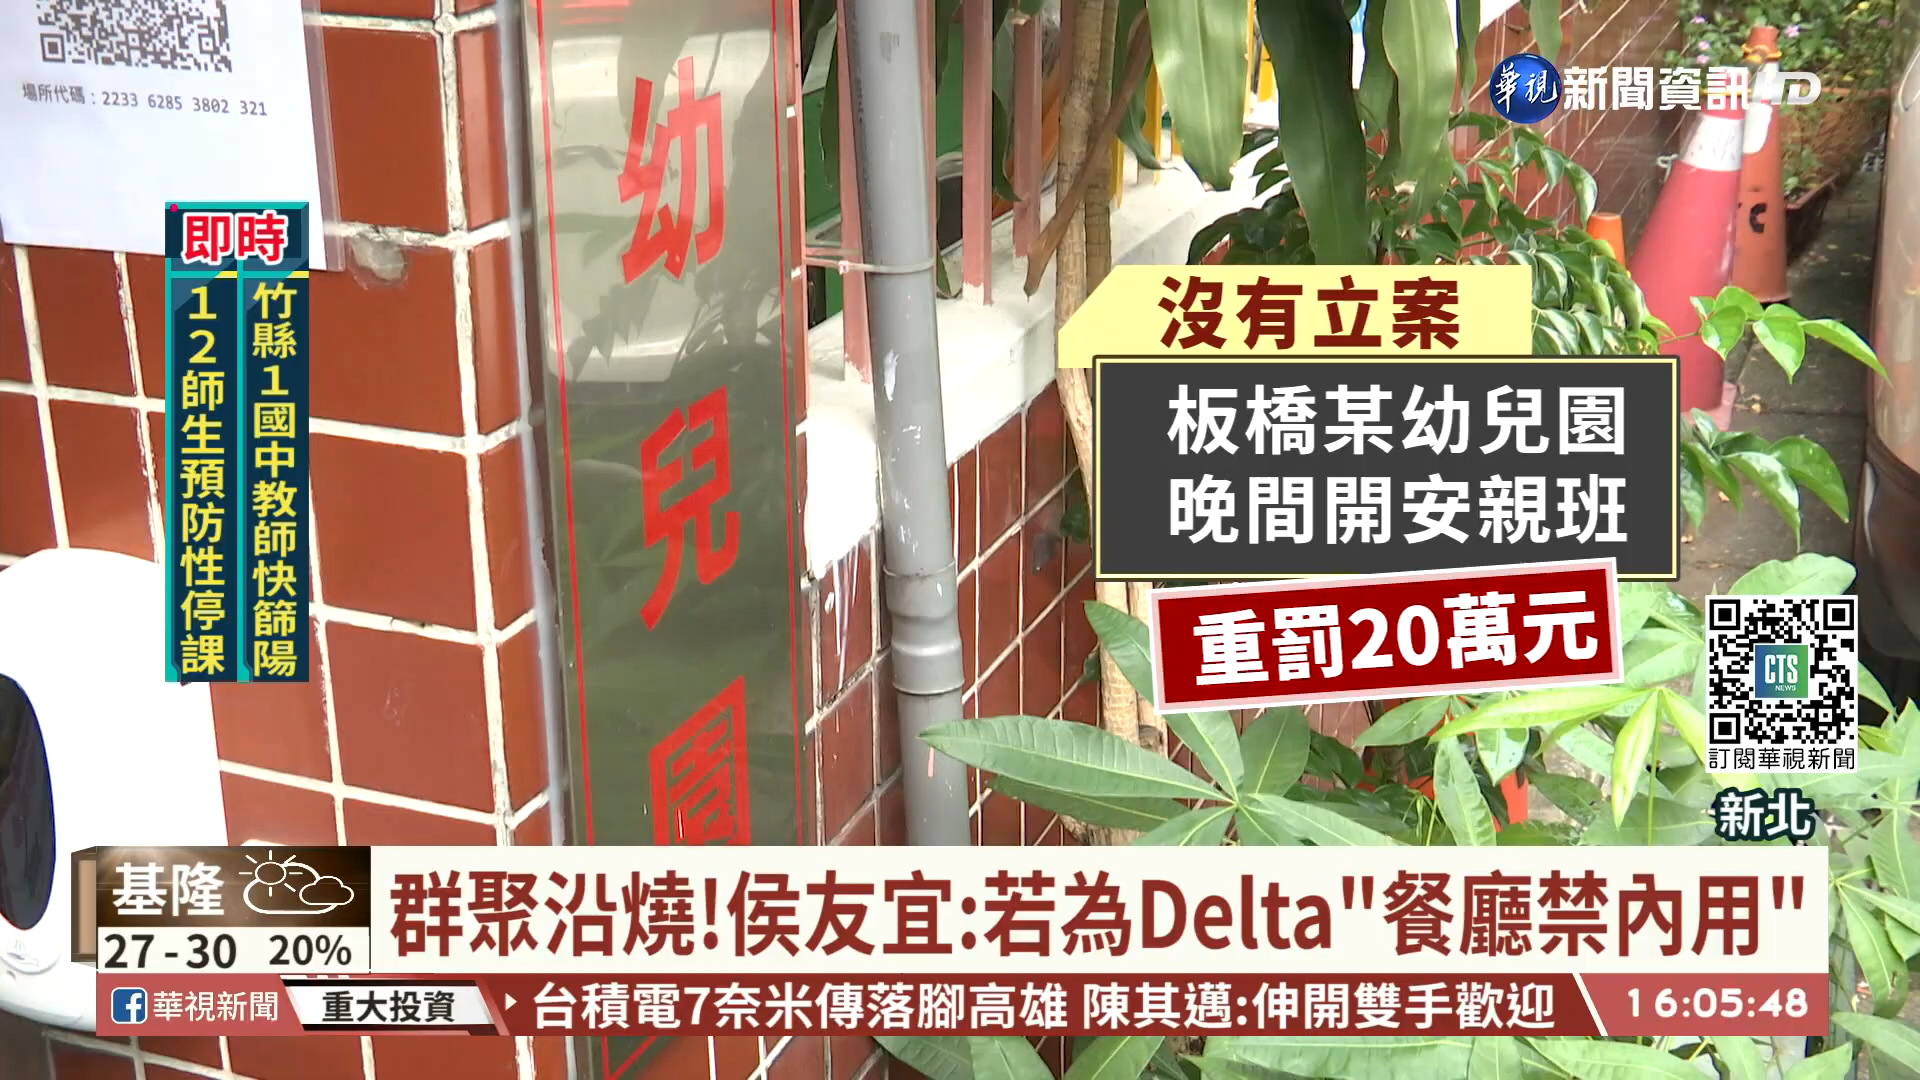 場所代碼：2233 6285 3802 321
華視 新聞資訊 HD
即時
竹縣1國中教師快篩陽
12師生預防性停課
幼兒園
沒有立案
板橋某幼兒園
晚間開安親班
重罰20萬元
CTS
NEWS
訂閱華視新聞
新北
基隆
27-30 20%
群聚沿燒!侯友宜:若為Delta"餐廳禁內用"
華視新聞
重大投資
台積電7奈米傳落腳高雄 陳其邁:伸開雙手歡迎
16:05:48